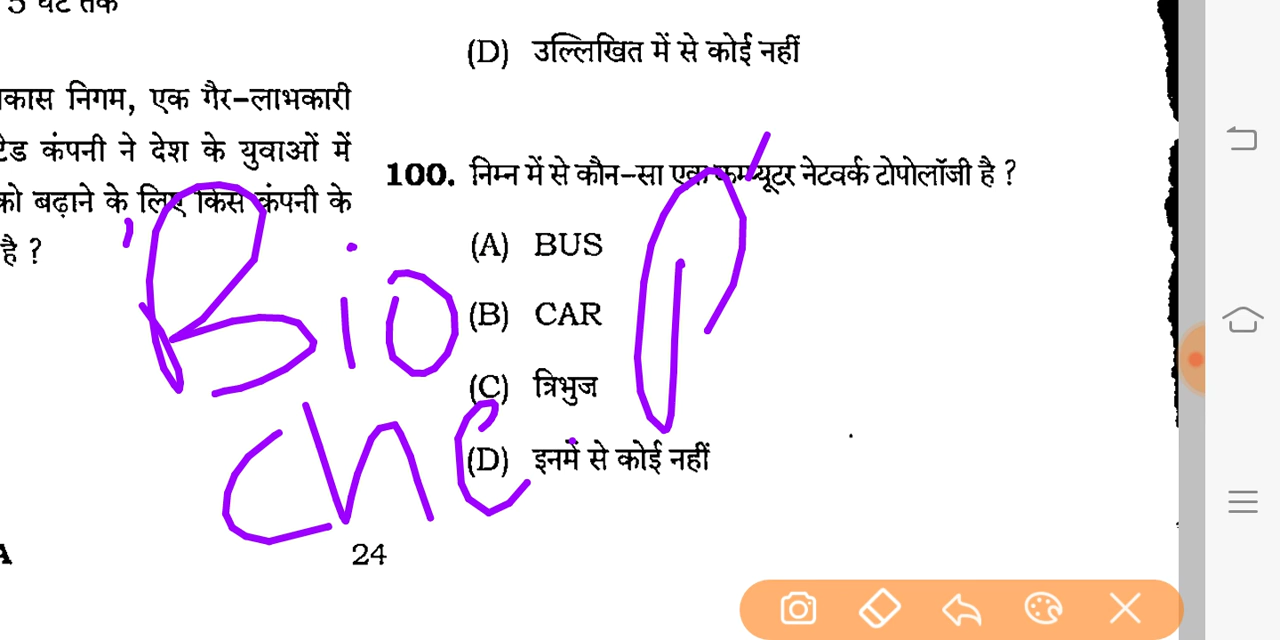 5 घंटे तक
कास निगम, एक गैर-लाभकारी
टेड कंपनी ने देश के युवाओं में
को बढ़ाने के लिए किस कंपनी के
है ?
(D) उल्लिखित में से कोई नहीं
100. निम्न में से कौन-सा एक कम्प्यूटर नेटवर्क टोपोलॉजी है ?
(A) BUS
(B) CAR
(C) त्रिभुज
(D) इनमें से कोई नहीं
Bio P
che
A
24